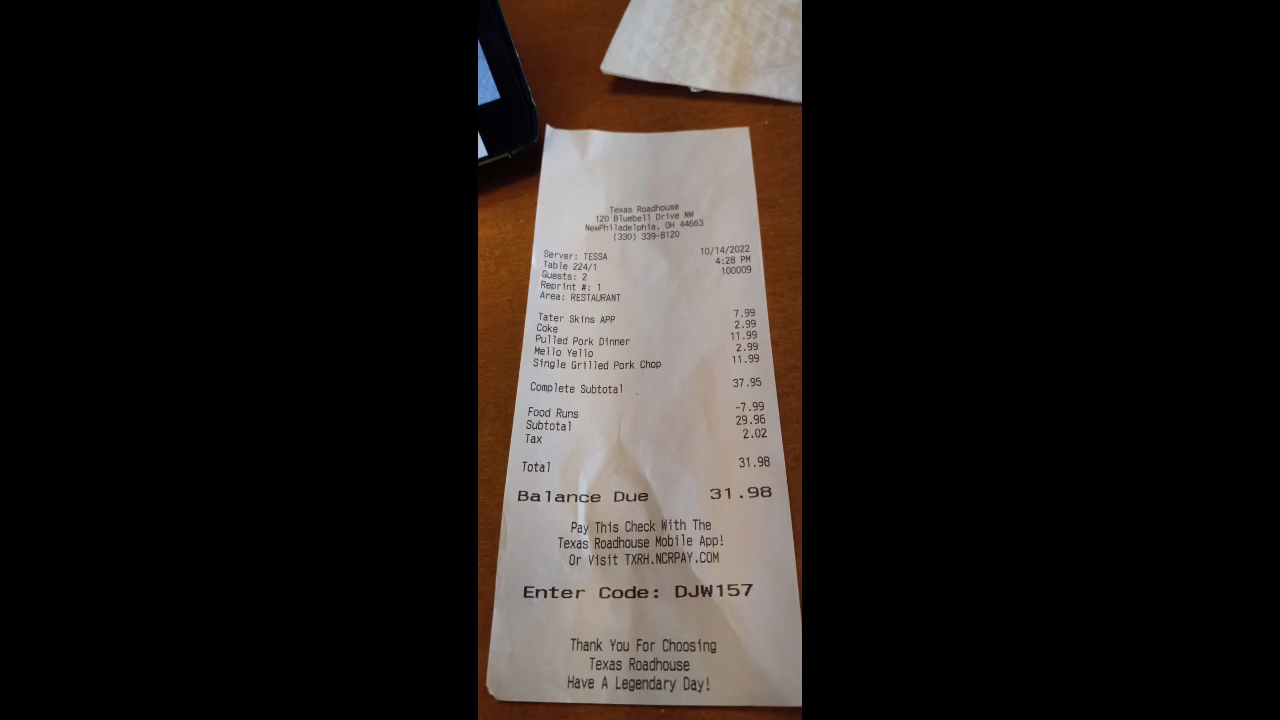 Texas Roadhouse
120 Bluebell Drive NW
NewPhiladelphia, OH 44663
(330) 339-8120
Server: TESSA 10/14/2022
Table 224/1 4:28 PM
Guests: 2 100009
Reprint #: 1
Area: RESTAURANT
Tater Skins APP 7.99
Coke 2.99
Pulled Pork Dinner 11.99
Mello Yello 2.99
Single Grilled Pork Chop 11.99
Complete Subtotal 37.95
Food Runs -7.99
Subtotal 29.96
Tax 2.02
Total 31.98
Balance Due 31.98
Pay This Check With The
Texas Roadhouse Mobile App!
Or Visit TXRH.NCRPAY.COM
Enter Code: DJW157
Thank You For Choosing
Texas Roadhouse
Have A Legendary Day!